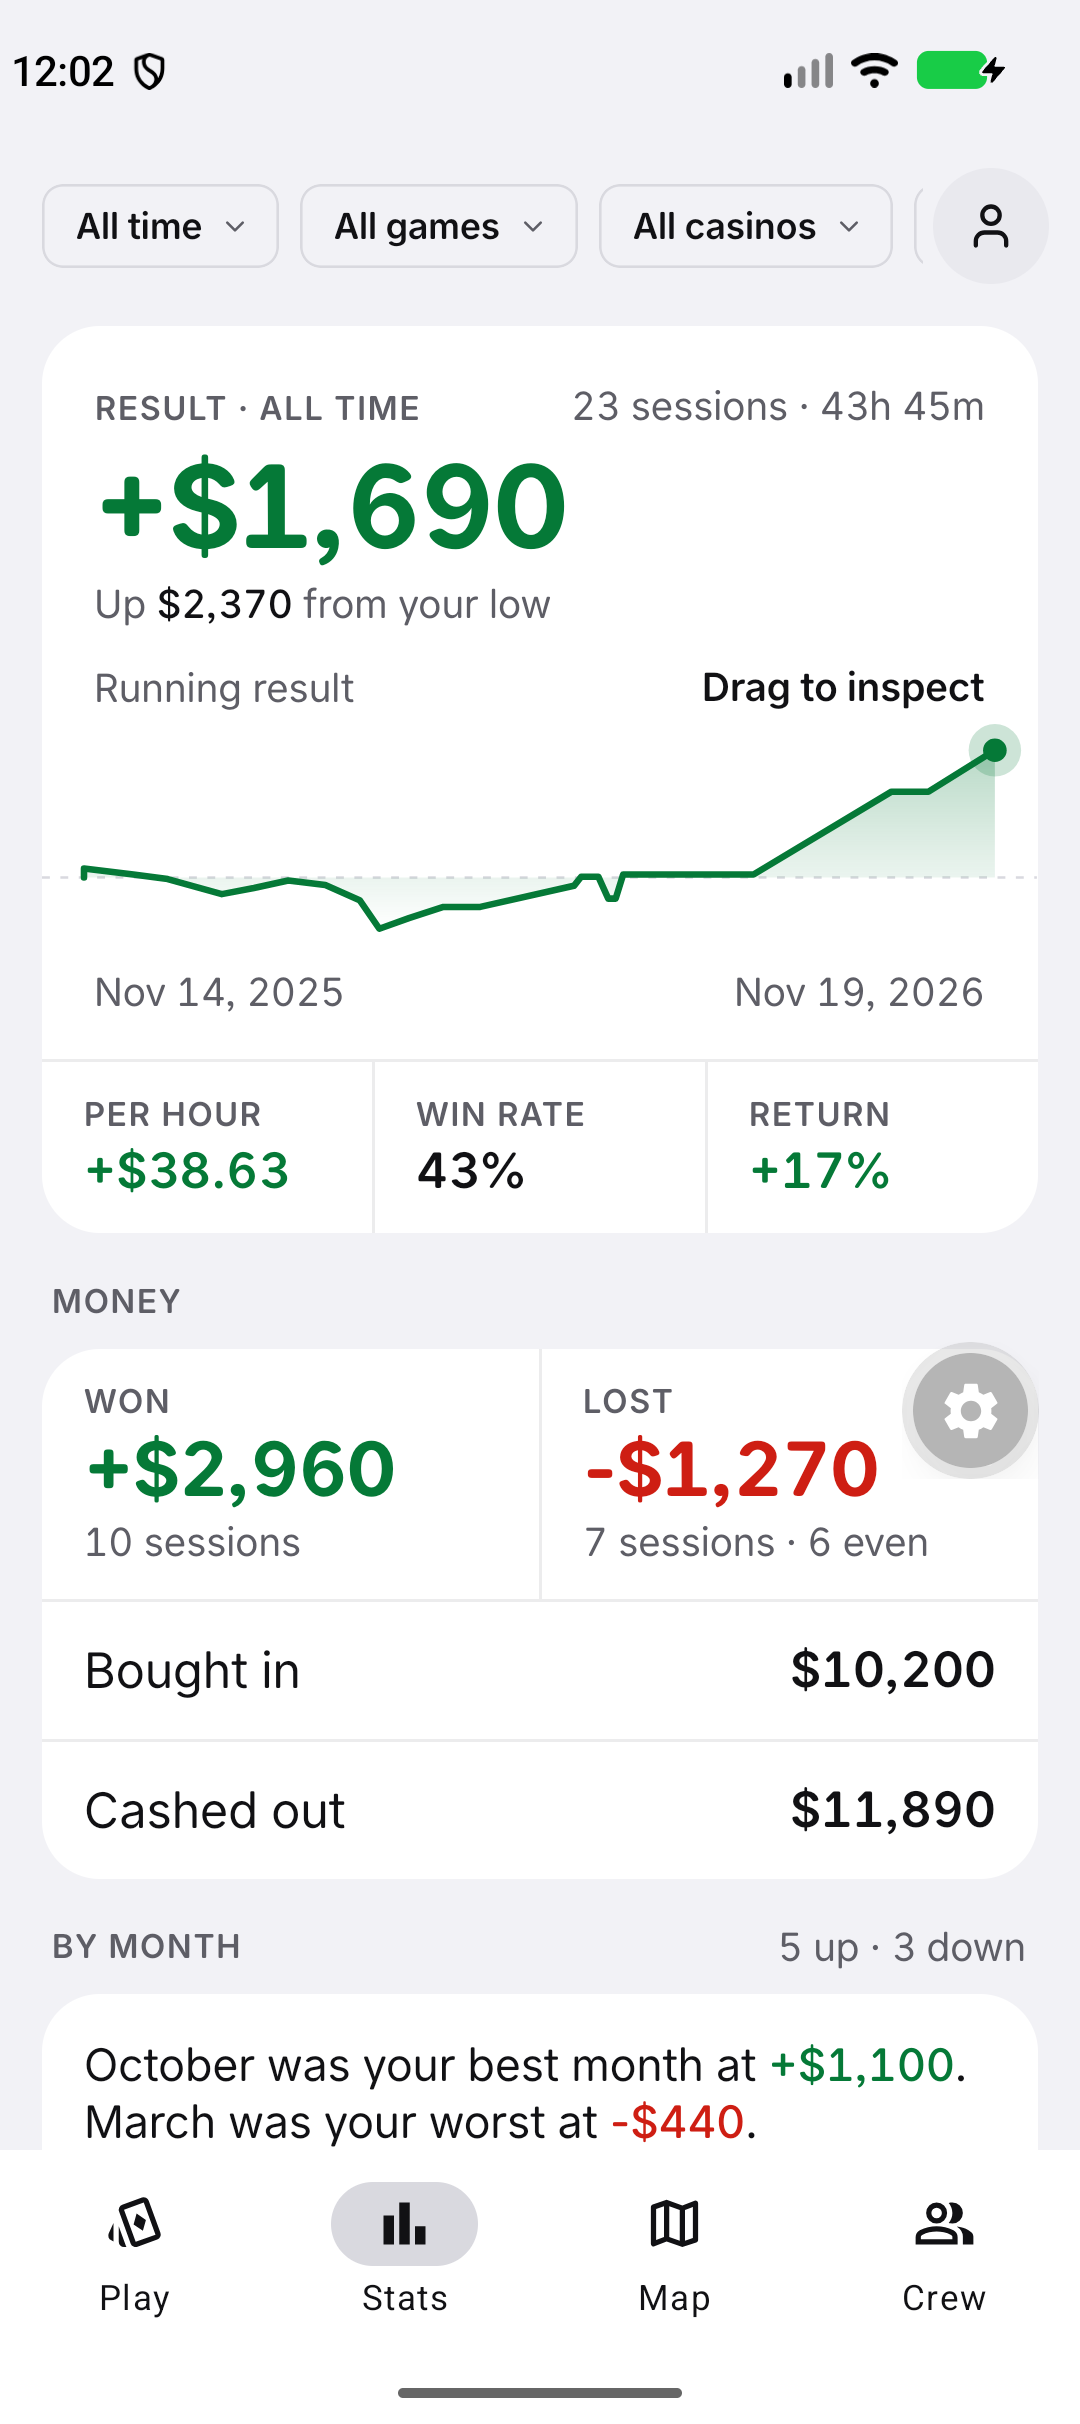 12:02
All time
All games
All casinos
RESULT · ALL TIME
23 sessions · 43h 45m
+$1,690
Up $2,370 from your low
Running result
Drag to inspect
Nov 14, 2025
Nov 19, 2026
PER HOUR
+$38.63
WIN RATE
43%
RETURN
+17%
MONEY
WON
+$2,960
10 sessions
LOST
-$1,270
7 sessions · 6 even
Bought in
$10,200
Cashed out
$11,890
BY MONTH
5 up · 3 down
October was your best month at +$1,100.
March was your worst at -$440.
Play
Stats
Map
Crew